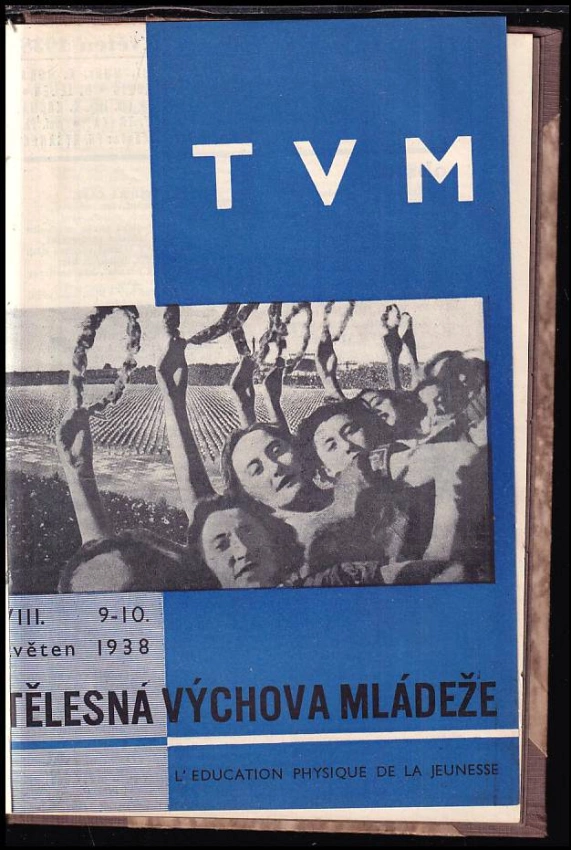 TVM
VIII. 9-10.
květen 1938
TĚLESNÁ VÝCHOVA MLÁDEŽE
L'EDUCATION PHYSIQUE DE LA JEUNESSE